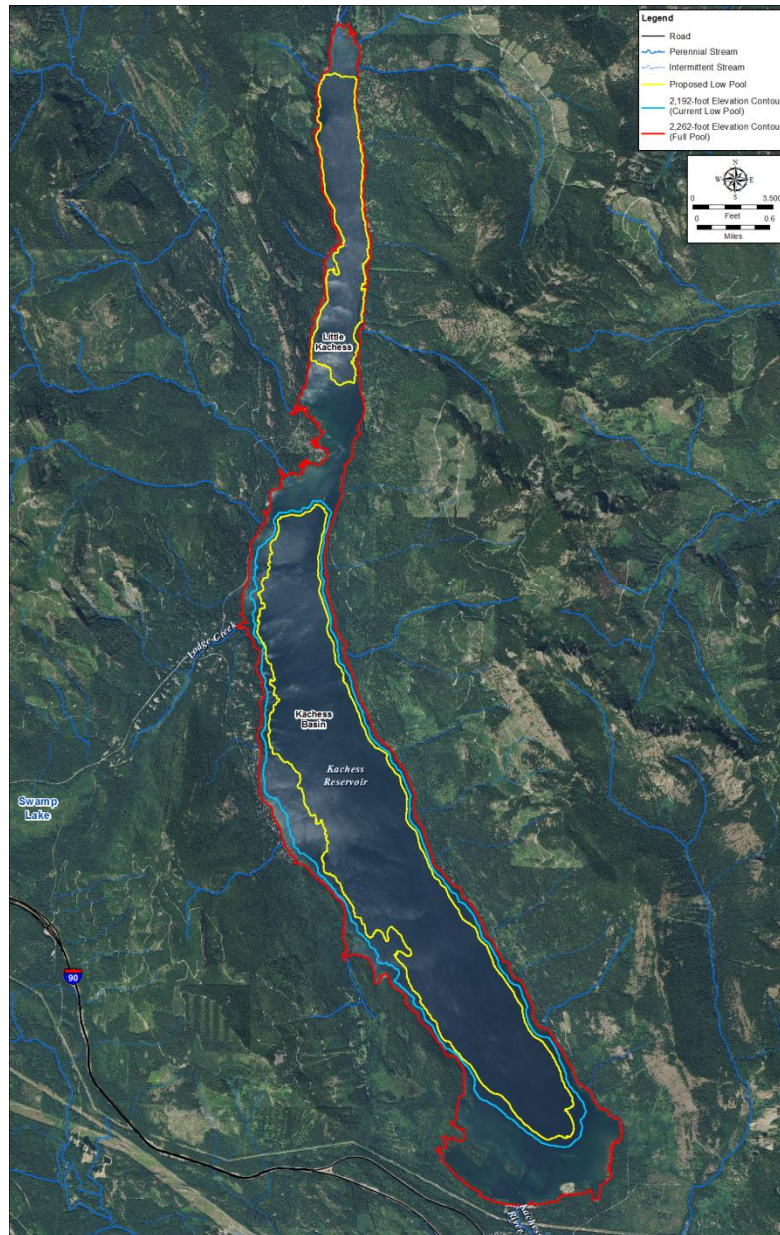 Legend
Road
Perennial Stream
Intermittent Stream
Proposed Low Pool
2,192-foot Elevation Contou
(Current Low Pool)
2,262-foot Elevation Contou
(Full Pool)
N
W E
S
0 3,500
Feet
0 0.6
Miles
Little
Kachess
Lodge Creek
Kachess
Basin
Kachess
Reservoir
Swamp
Lake
90
Kachess
River